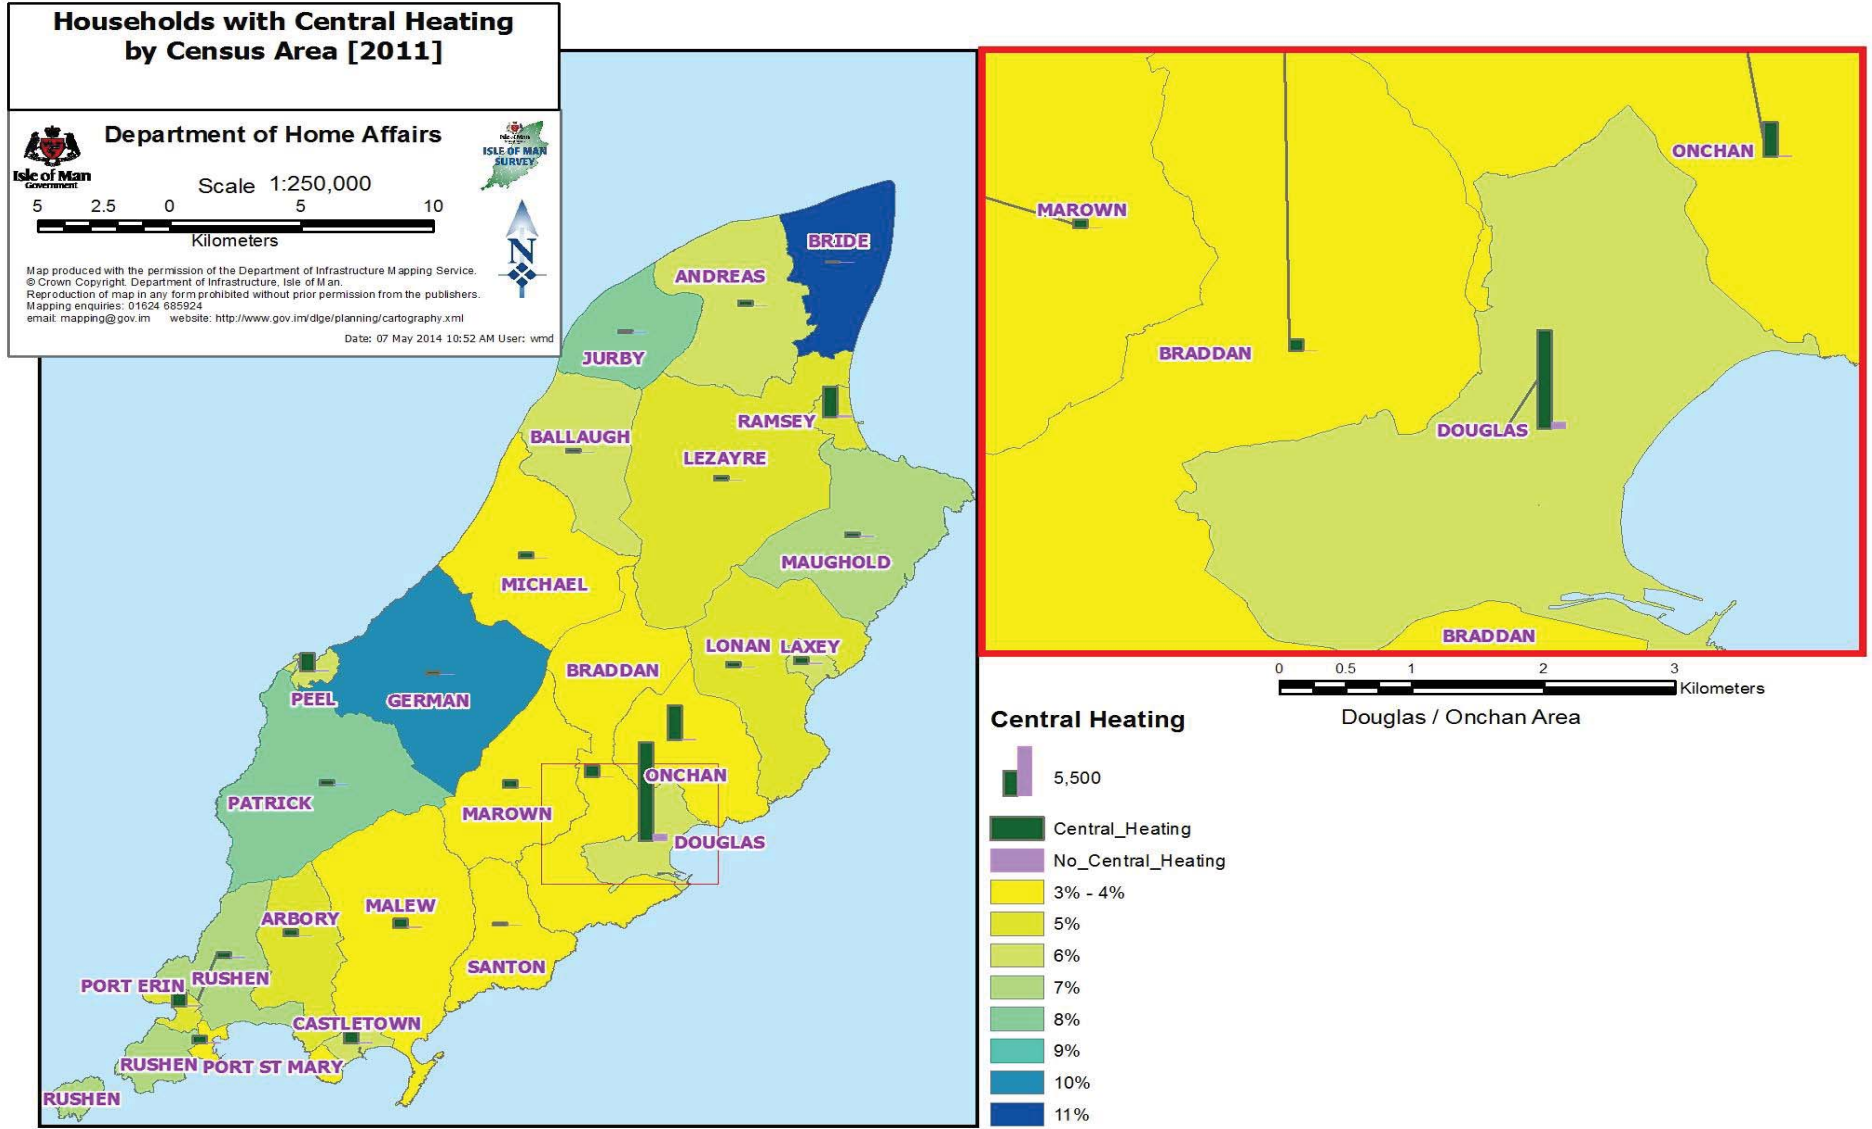 Households with Central Heating
by Census Area [2011]
Department of Home Affairs
Isle of Man
Government
ISLE OF MAN
SURVEY
Scale 1:250,000
5 2.5 0 5 10
Kilometers
N
Map produced with the permission of the Department of Infrastructure Mapping Service.
© Crown Copyright. Department of Infrastructure, Isle of Man.
Reproduction of map in any form prohibited without prior permission from the publishers.
Mapping enquiries: 01624 685924
email: mapping@gov.im website: http://www.gov.im/dlge/planning/cartography.xml
Date: 07 May 2014 10:52 AM User: wmd
BRIDE
ANDREAS
JURBY
RAMSEY
BALLAUGH
LEZAYRE
MAUGHOLD
MICHAEL
LONAN LAXEY
BRADDAN
PEEL
GERMAN
ONCHAN
PATRICK
MAROWN
DOUGLAS
MALEW
ARBORY
SANTON
RUSHEN
PORT ERIN
CASTLETOWN
RUSHEN
PORT ST MARY
RUSHEN
ONCHAN
MAROWN
BRADDAN
DOUGLAS
BRADDAN
0 0.5 1 2 3
Kilometers
Douglas / Onchan Area
Central Heating
5,500
Central_Heating
No_Central_Heating
3% - 4%
5%
6%
7%
8%
9%
10%
11%